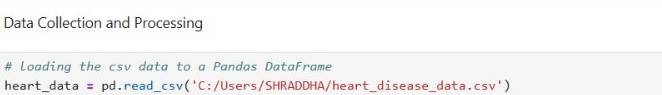 Data Collection and Processing
# loading the csv data to a Pandas DataFrame
heart_data = pd.read_csv('C:/Users/SHRADDHA/heart_disease_data.csv')